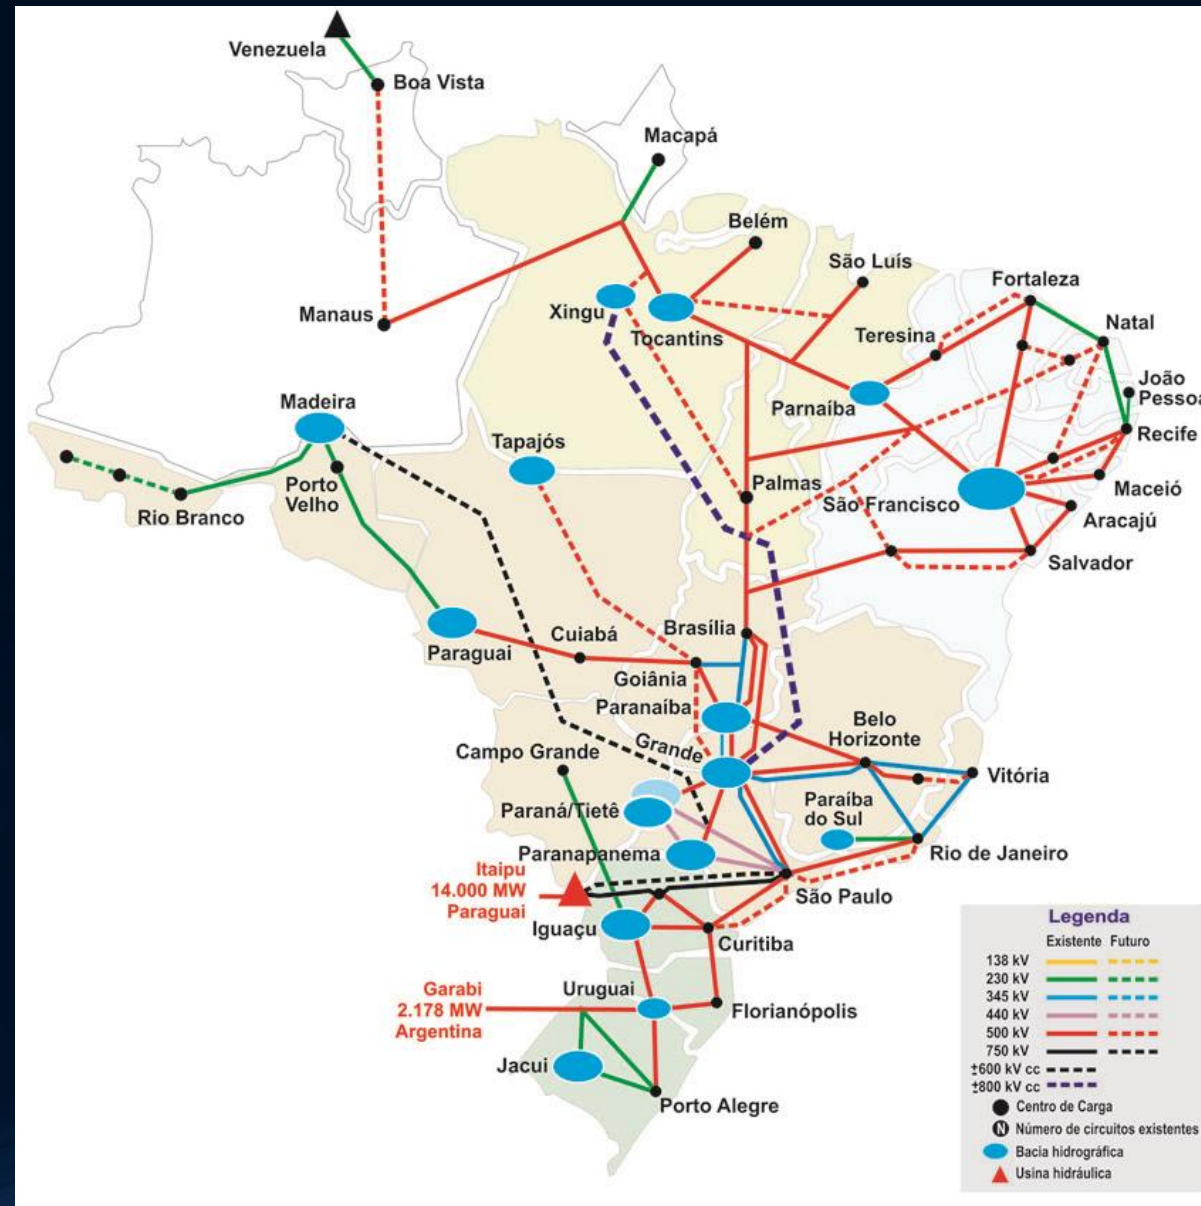 Venezuela
Boa Vista
Macapá
Belém
São Luís
Fortaleza
Manaus
Xingu
Tocantins
Teresina
Natal
João
Pessoa
Parnaíba
Madeira
Tapajós
Recife
Porto
Velho
Rio Branco
Palmas
São Francisco
Maceió
Aracajú
Salvador
Paraguai
Cuiabá
Brasília
Goiânia
Paranaíba
Grande
Belo
Horizonte
Campo Grande
Vitória
Paraná/Tietê
Paraíba
do Sul
Paranapanema
Rio de Janeiro
Itaipu
14.000 MW
Paraguai
São Paulo
Iguaçu
Curitiba
Garabi
2.178 MW
Argentina
Uruguai
Florianópolis
Jacui
Porto Alegre
Legenda
Existente Futuro
138 kV
230 kV
345 kV
440 kV
500 kV
750 kV
±600 kV cc
±800 kV cc
Centro de Carga
N Número de circuitos existentes
Bacia hidrográfica
Usina hidráulica